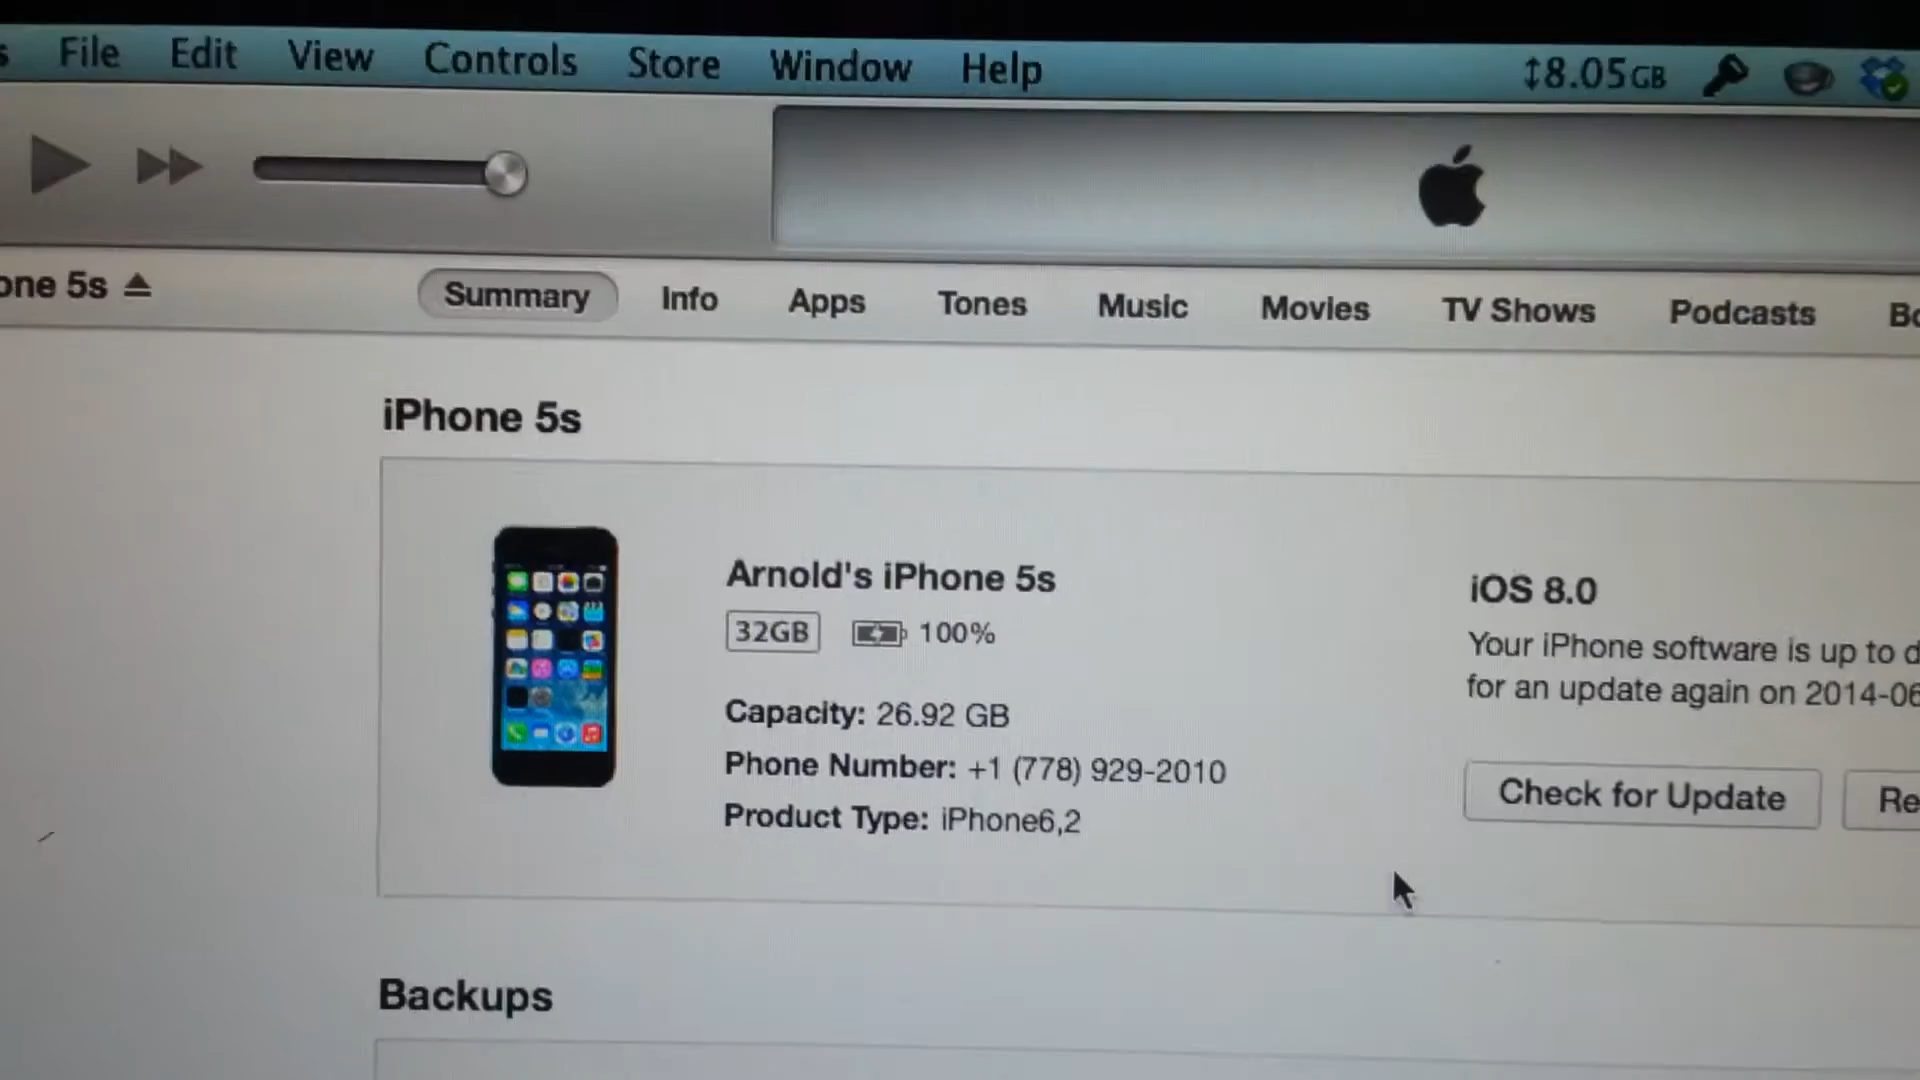 File Edit View Controls Store Window Help ↕8.05GB
one 5s Summary Info Apps Tones Music Movies TV Shows Podcasts Bo
iPhone 5s
Arnold's iPhone 5s
32GB 100%
Capacity: 26.92 GB
Phone Number: +1 (778) 929-2010
Product Type: iPhone6,2
iOS 8.0
Your iPhone software is up to d
for an update again on 2014-06
Check for Update Re
Backups